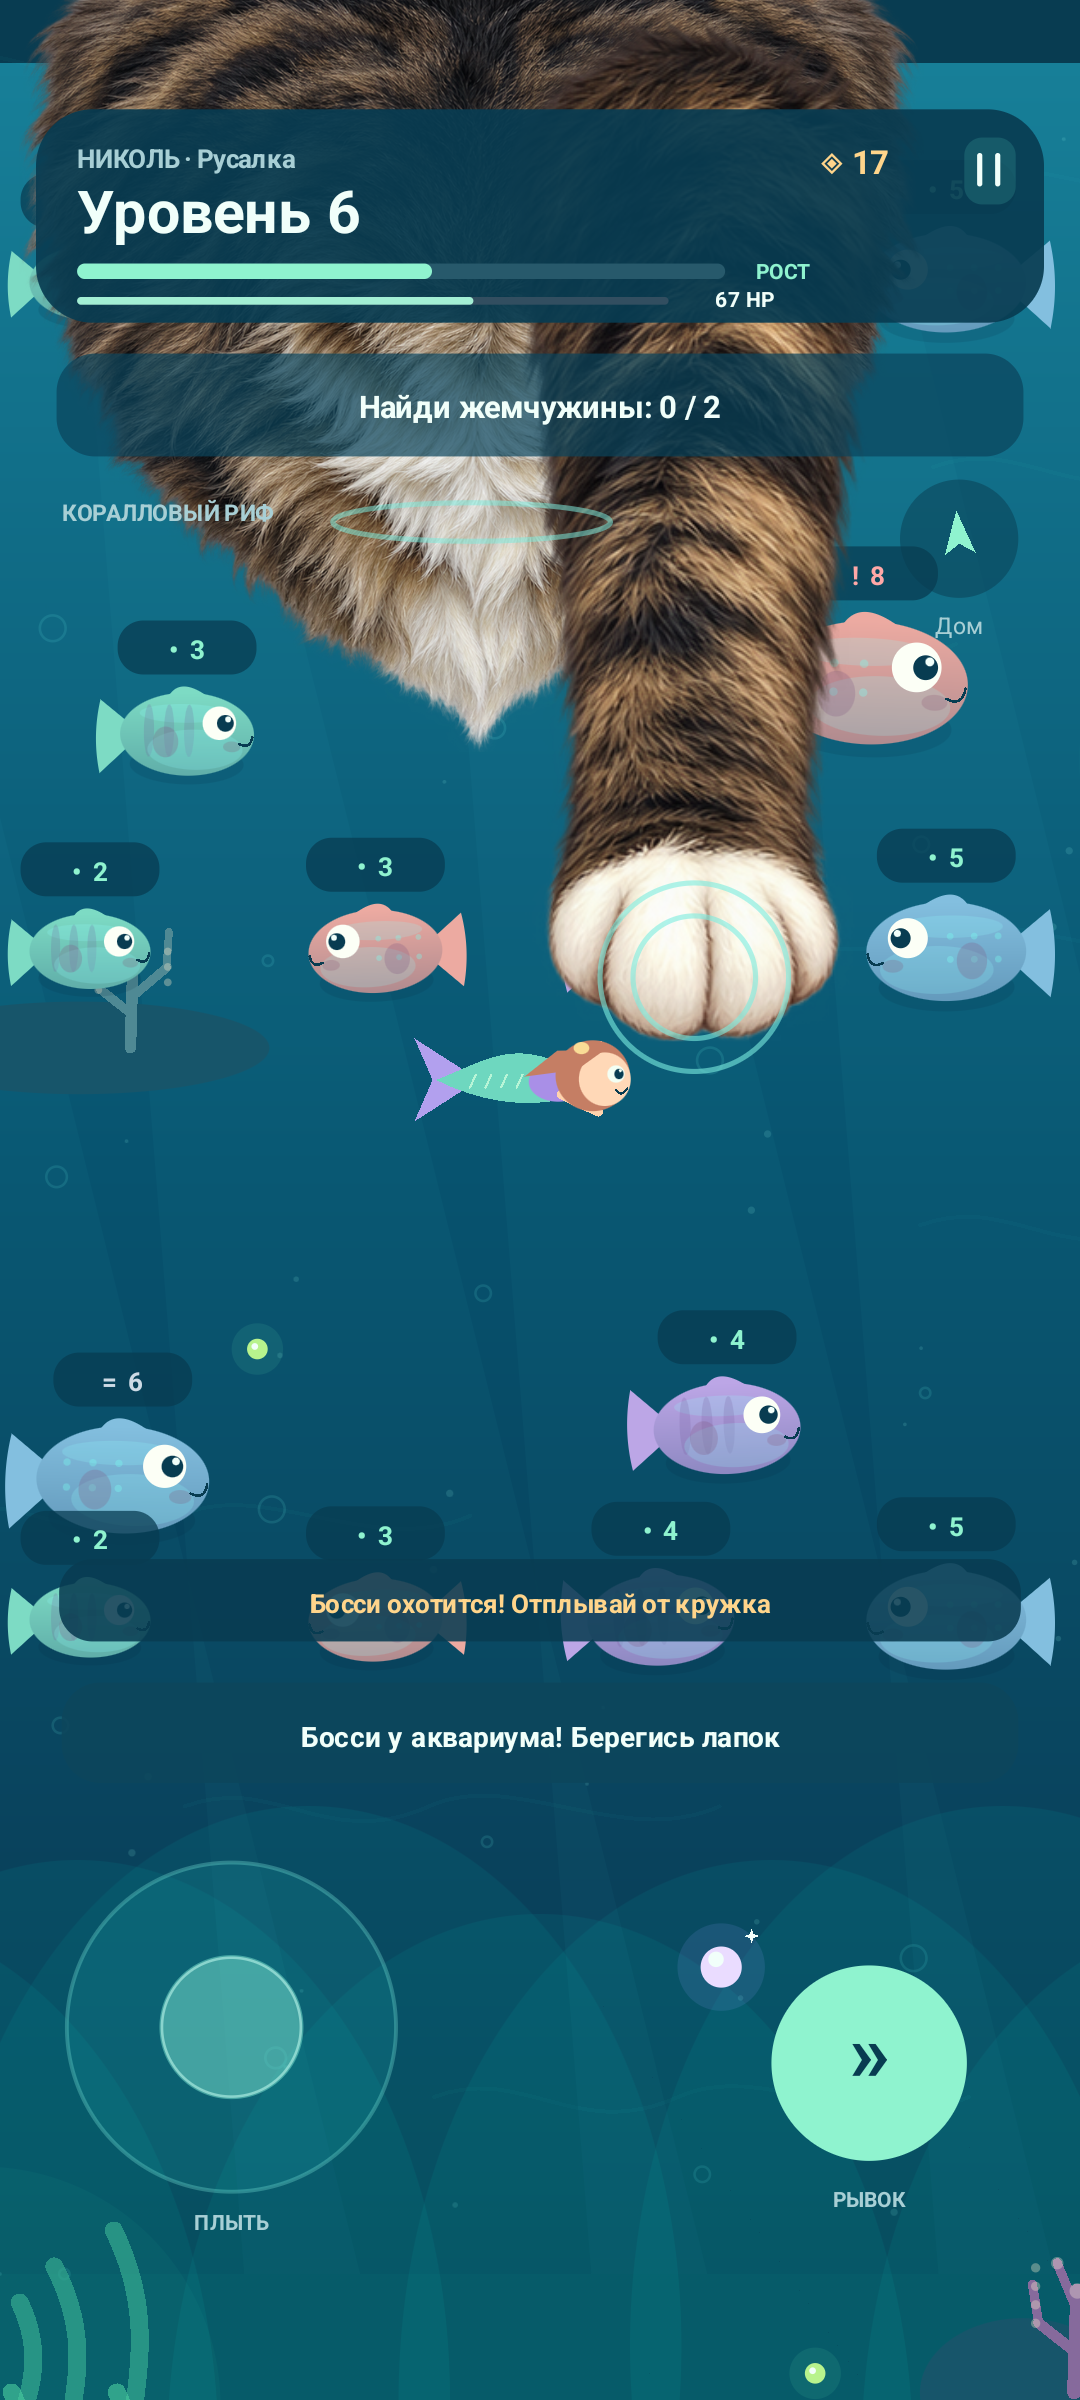 НИКОЛЬ · Русалка
17
Уровень 6
РОСТ
67 HP
Найди жемчужины: 0 / 2
КОРАЛЛОВЫЙ РИФ
! 8
Дом
• 3
• 2
• 3
• 5
• 4
= 6
• 2
• 3
• 4
• 5
Босси охотится! Отплывай от кружка
Босси у аквариума! Берегись лапок
»
ПЛЫТЬ
РЫВОК